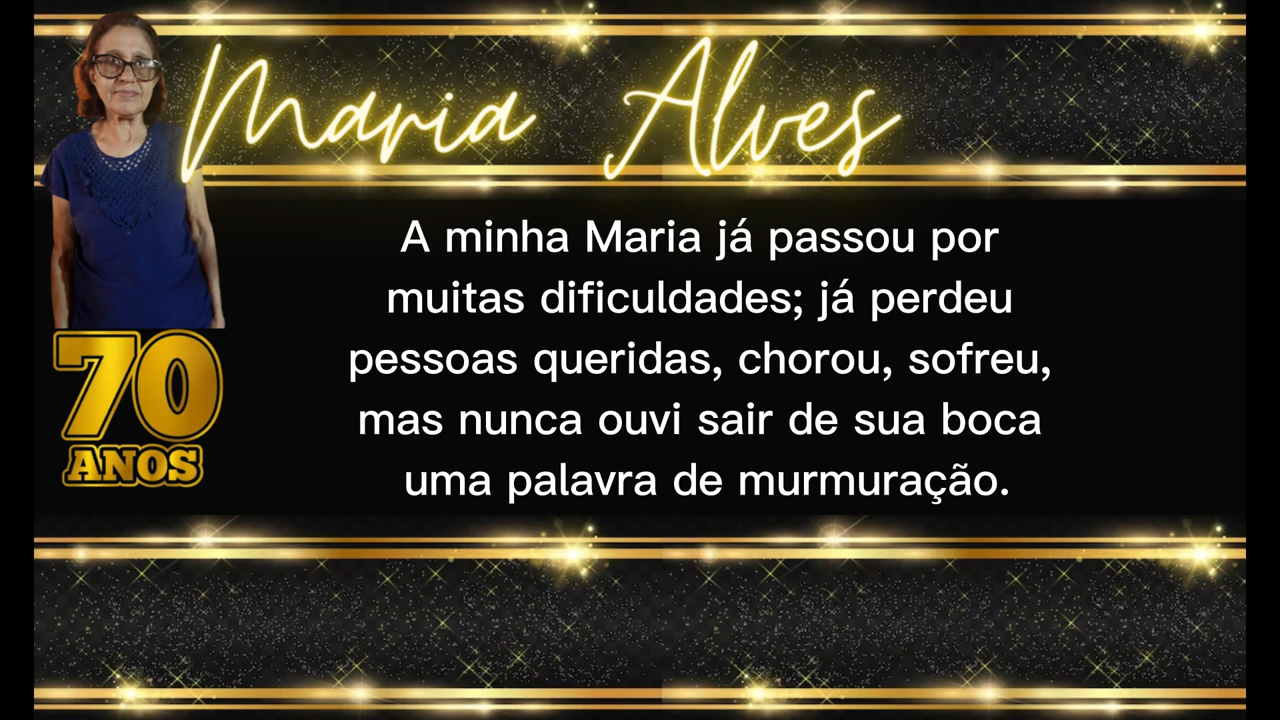 Maria Alves
A minha Maria já passou por
muitas dificuldades; já perdeu
pessoas queridas, chorou, sofreu,
mas nunca ouvi sair de sua boca
uma palavra de murmuração.
70
ANOS